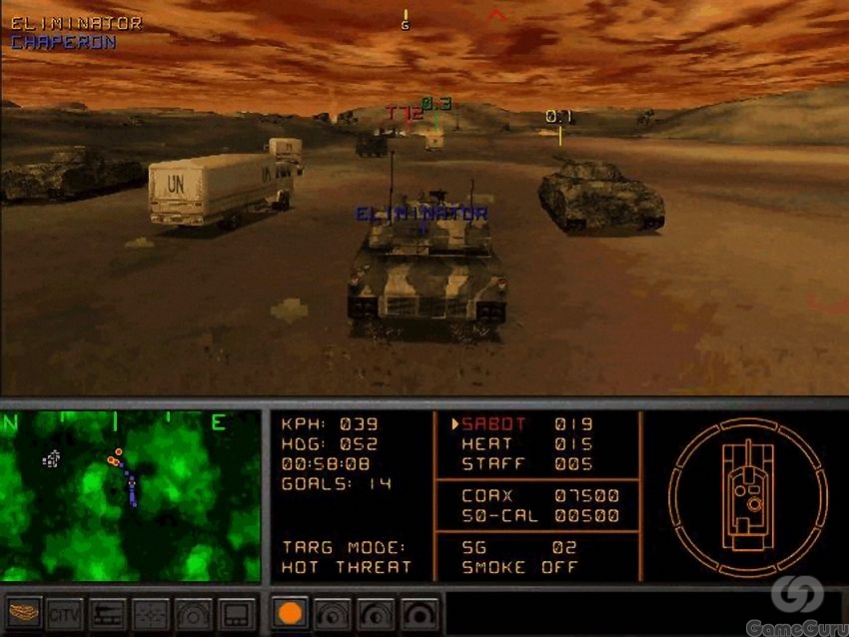 ELIMINATOR
CHAPERON
G
T72 0.3
0.1
UN
ELIMINATOR
N E
KPH: 039
HDG: 052
00:58:08
GOALS: 14
TARG MODE:
HOT THREAT
SABOT 019
HEAT 015
STAFF 005
COAX 07500
50-CAL 00500
SG 02
SMOKE OFF
CITV
GameGuru